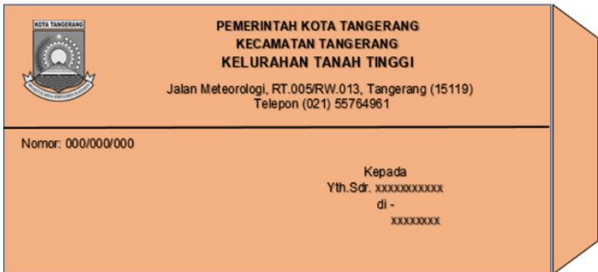 KOTA TANGERANG
PEMERINTAH KOTA TANGERANG
KECAMATAN TANGERANG
KELURAHAN TANAH TINGGI
Jalan Meteorologi, RT.005/RW.013, Tangerang (15119)
Telepon (021) 55764961
Nomor: 000/000/000
Kepada
Yth.Sdr. xxxxxxxxxxx
di -
xxxxxxxx